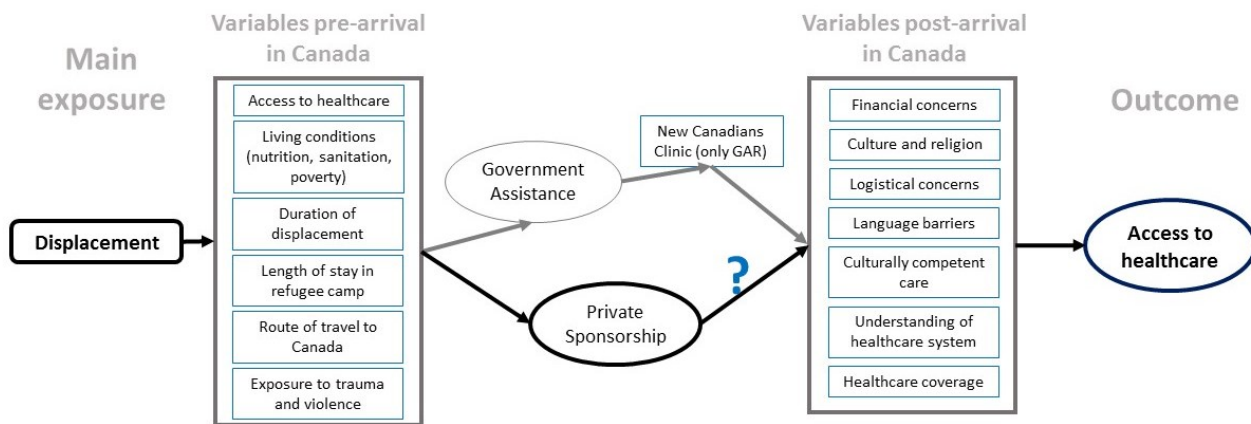 Main
exposure
Displacement
Variables pre-arrival
in Canada
Access to healthcare
Living conditions
(nutrition, sanitation,
poverty)
Duration of
displacement
Length of stay in
refugee camp
Route of travel to
Canada
Exposure to trauma
and violence
Government
Assistance
New Canadians
Clinic (only GAR)
?
Private
Sponsorship
Variables post-arrival
in Canada
Financial concerns
Culture and religion
Logistical concerns
Language barriers
Culturally competent
care
Understanding of
healthcare system
Healthcare coverage
Outcome
Access to
healthcare